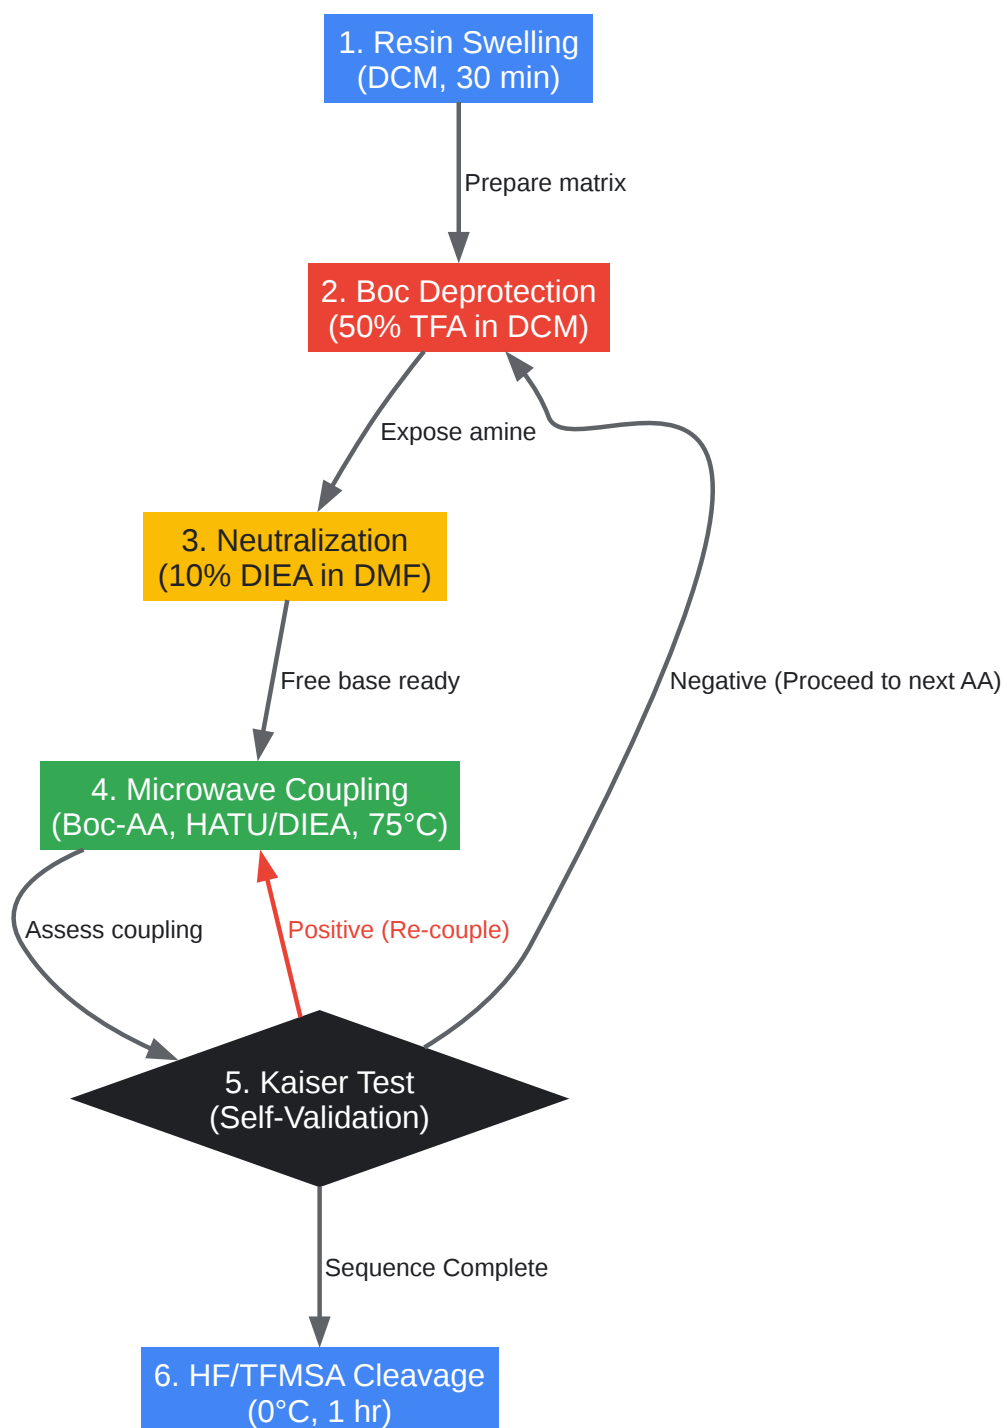 1. Resin Swelling
(DCM, 30 min)
Prepare matrix
2. Boc Deprotection
(50% TFA in DCM)
Expose amine
3. Neutralization
(10% DIEA in DMF)
Free base ready
Negative (Proceed to next AA)
4. Microwave Coupling
(Boc-AA, HATU/DIEA, 75°C)
Assess coupling
Positive (Re-couple)
5. Kaiser Test
(Self-Validation)
Sequence Complete
6. HF/TFMSA Cleavage
(0°C, 1 hr)